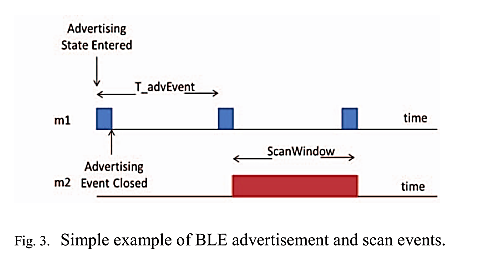 Advertising
State Entered
T_advEvent
m1
time
Advertising
Event Closed
ScanWindow
m2
time
Fig. 3. Simple example of BLE advertisement and scan events.